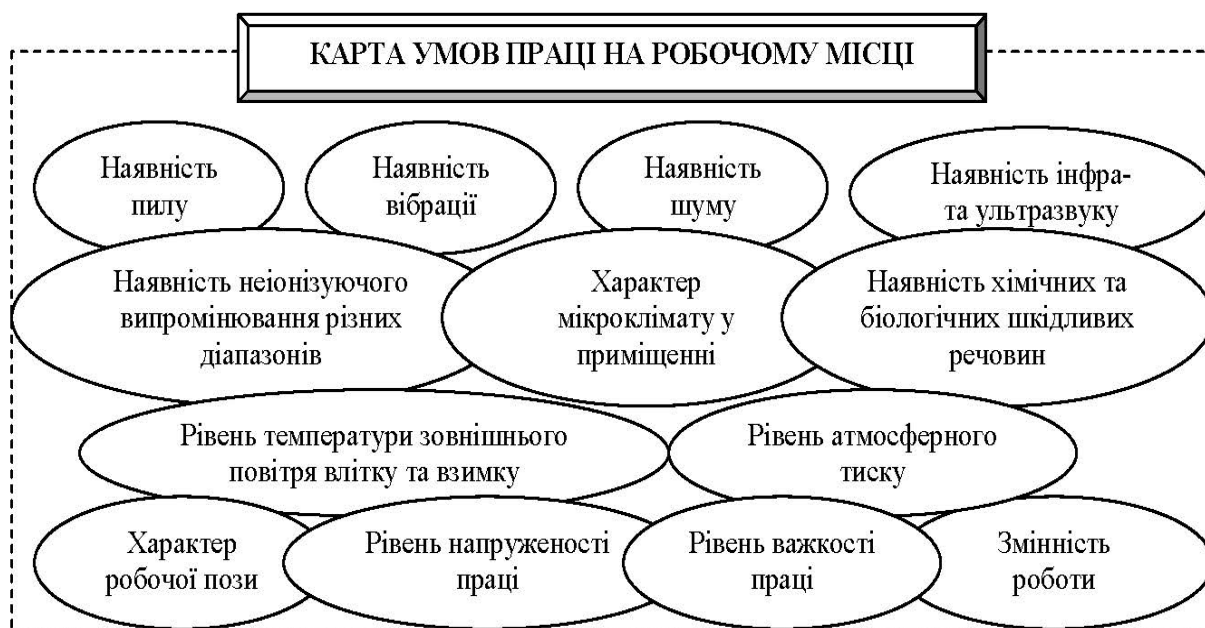 КАРТА УМОВ ПРАЦІ НА РОБОЧОМУ МІСЦІ
Наявність
пилу
Наявність
вібрації
Наявність
шуму
Наявність інфра-
та ультразвуку
Наявність неіонізуючого
випромінювання різних
діапазонів
Характер
мікроклімату у
приміщенні
Наявність хімічних та
біологічних шкідливих
речовин
Рівень температури зовнішнього
повітря влітку та взимку
Рівень атмосферного
тиску
Характер
робочої пози
Рівень напруженості
праці
Рівень важкості
праці
Змінність
роботи